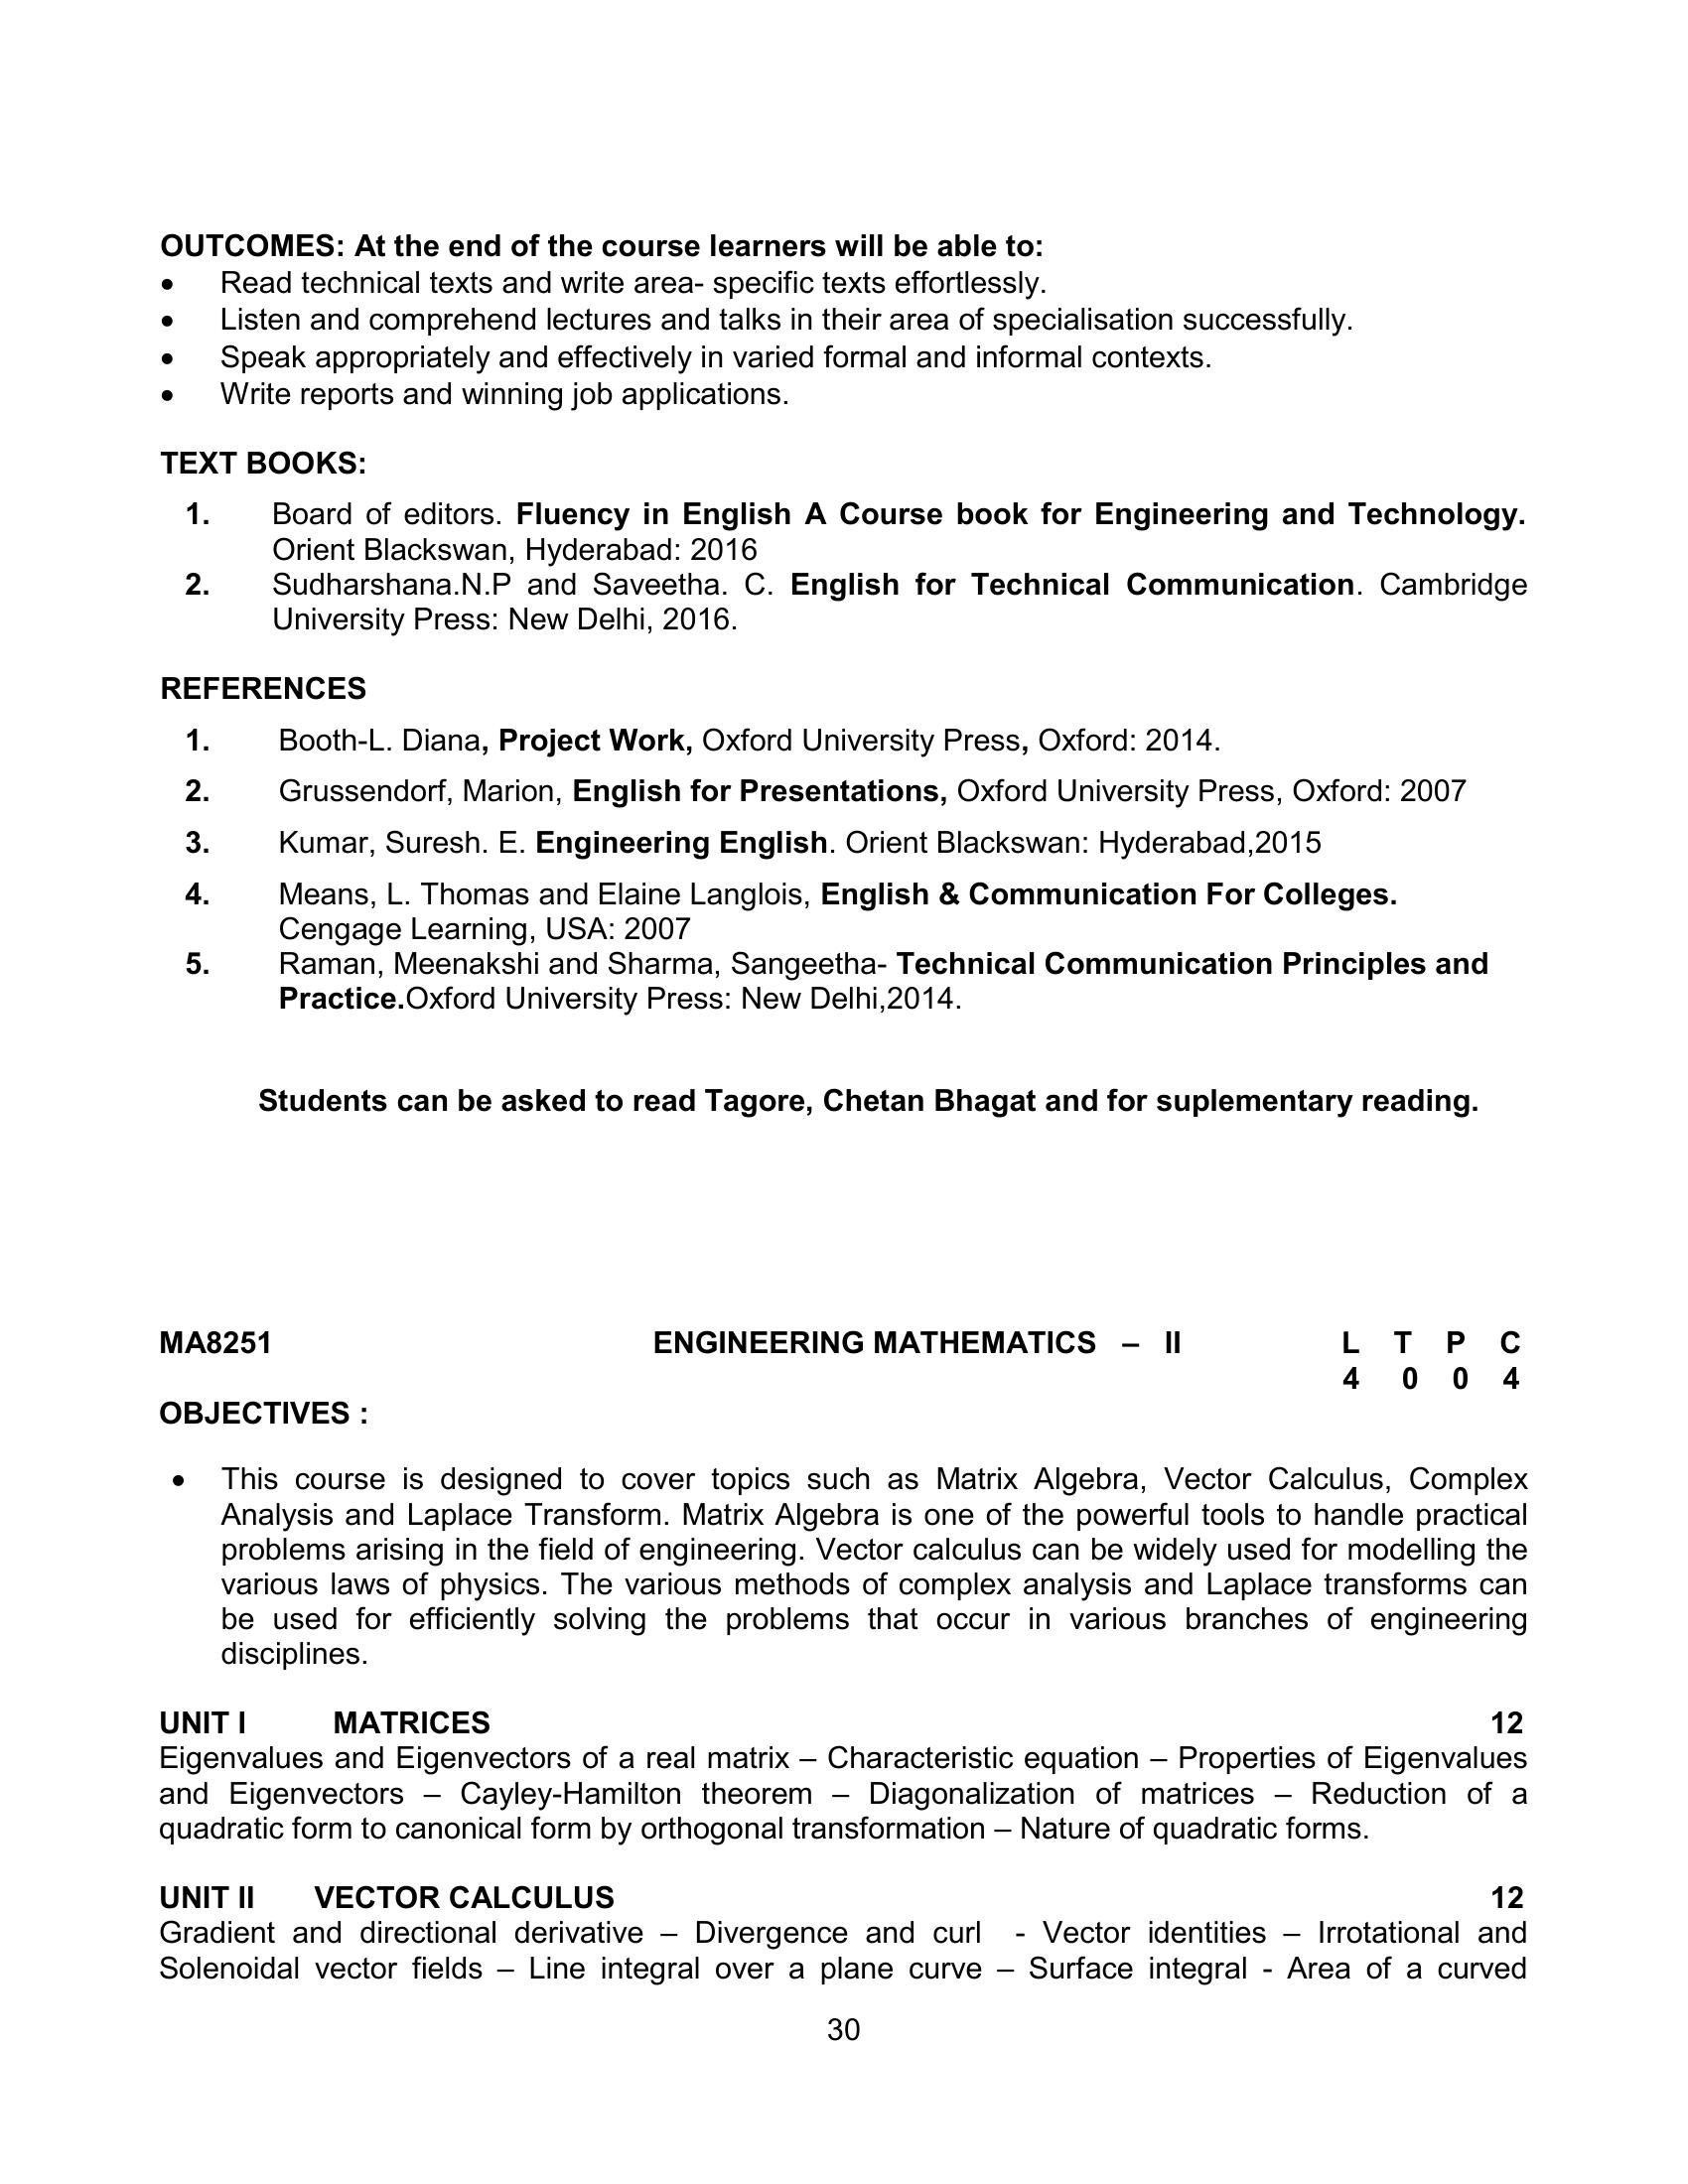 OUTCOMES: At the end of the course learners will be able to:
• Read technical texts and write area- specific texts effortlessly.
• Listen and comprehend lectures and talks in their area of specialisation successfully.
• Speak appropriately and effectively in varied formal and informal contexts.
• Write reports and winning job applications.
TEXT BOOKS:
1. Board of editors. Fluency in English A Course book for Engineering and Technology.
Orient Blackswan, Hyderabad: 2016
2. Sudharshana.N.P and Saveetha. C. English for Technical Communication. Cambridge
University Press: New Delhi, 2016.
REFERENCES
1. Booth-L. Diana, Project Work, Oxford University Press, Oxford: 2014.
2. Grussendorf, Marion, English for Presentations, Oxford University Press, Oxford: 2007
3. Kumar, Suresh. E. Engineering English. Orient Blackswan: Hyderabad,2015
4. Means, L. Thomas and Elaine Langlois, English & Communication For Colleges.
Cengage Learning, USA: 2007
5. Raman, Meenakshi and Sharma, Sangeetha- Technical Communication Principles and
Practice.Oxford University Press: New Delhi,2014.
Students can be asked to read Tagore, Chetan Bhagat and for suplementary reading.
MA8251 ENGINEERING MATHEMATICS – II L T P C
4 0 0 4
OBJECTIVES :
• This course is designed to cover topics such as Matrix Algebra, Vector Calculus, Complex
Analysis and Laplace Transform. Matrix Algebra is one of the powerful tools to handle practical
problems arising in the field of engineering. Vector calculus can be widely used for modelling the
various laws of physics. The various methods of complex analysis and Laplace transforms can
be used for efficiently solving the problems that occur in various branches of engineering
disciplines.
UNIT I MATRICES 12
Eigenvalues and Eigenvectors of a real matrix – Characteristic equation – Properties of Eigenvalues
and Eigenvectors – Cayley-Hamilton theorem – Diagonalization of matrices – Reduction of a
quadratic form to canonical form by orthogonal transformation – Nature of quadratic forms.
UNIT II VECTOR CALCULUS 12
Gradient and directional derivative – Divergence and curl - Vector identities – Irrotational and
Solenoidal vector fields – Line integral over a plane curve – Surface integral - Area of a curved
30